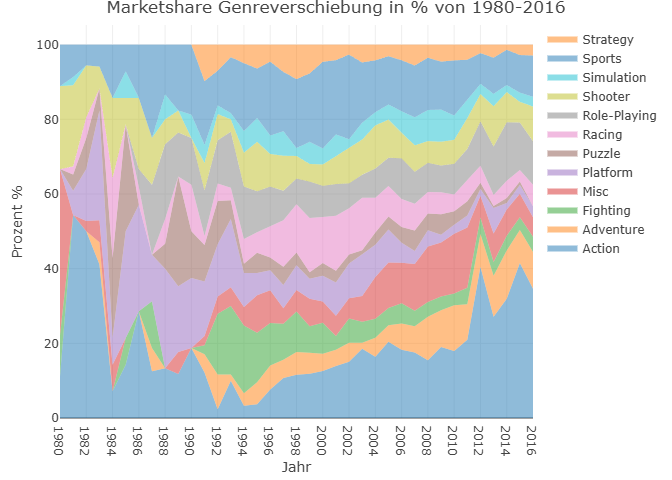 Marketshare Genreverschiebung in % von 1980-2016
100
80
60
40
20
0
Prozent %
1980
1982
1984
1986
1988
1990
1992
1994
1996
1998
2000
2002
2004
2006
2008
2010
2012
2014
2016
Jahr
Strategy
Sports
Simulation
Shooter
Role-Playing
Racing
Puzzle
Platform
Misc
Fighting
Adventure
Action